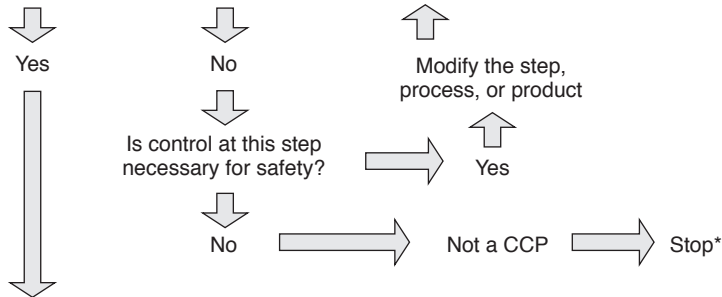 Yes
No
Modify the step,
process, or product
Is control at this step
necessary for safety?
Yes
No
Not a CCP
Stop*